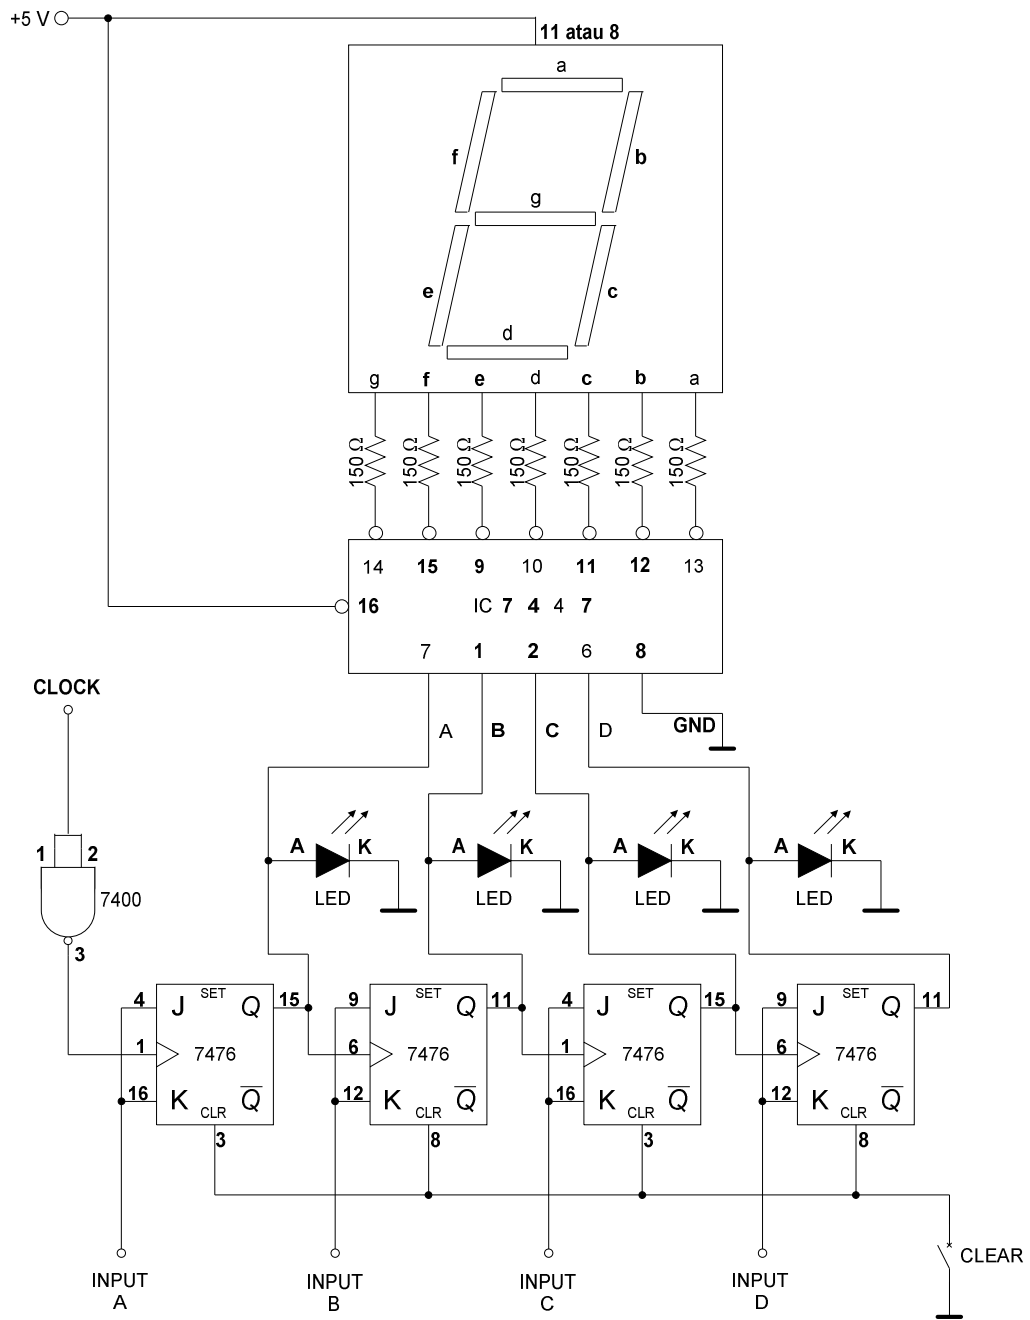 +5 V
11 atau 8
a
f b
g
e c
d
g f e d c b a
150 Ω 150 Ω 150 Ω 150 Ω 150 Ω 150 Ω 150 Ω
14 15 9 10 11 12 13
16 IC 7 4 4 7
7 1 2 6 8
CLOCK
A B C D GND
A K A K A K A K
1 2
LED LED LED LED
7400
3
SET SET SET SET
4 J Q 15 9 J Q 11 4 J Q 15 9 J Q 11
1 7476 6 7476 1 7476 6 7476
16 K Q 12 K Q 16 K Q 12 K Q
CLR CLR CLR CLR
3 8 3 8
CLEAR
INPUT INPUT INPUT INPUT
A B C D